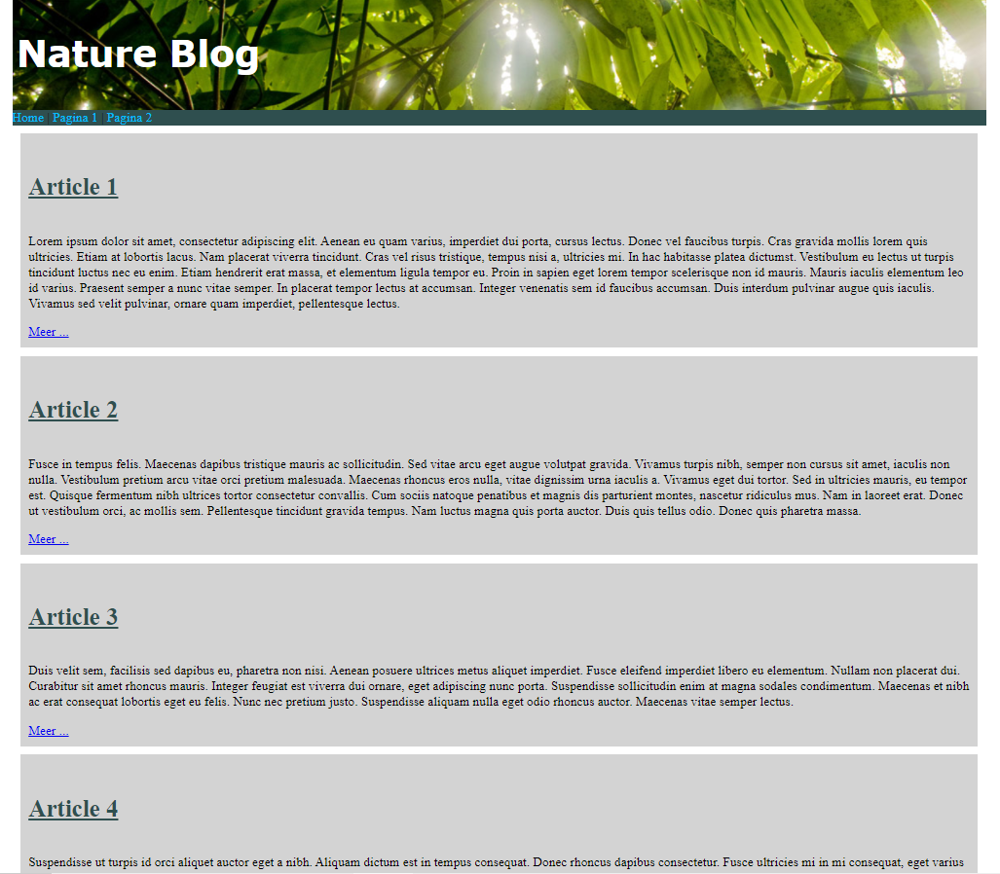 Nature Blog
Home | Pagina 1 | Pagina 2
Article 1
Lorem ipsum dolor sit amet, consectetur adipiscing elit. Aenean eu quam varius, imperdiet dui porta, cursus lectus. Donec vel faucibus turpis. Cras gravida mollis lorem quis
ultricies. Etiam at lobortis lacus. Nam placerat viverra tincidunt. Cras vel risus tristique, tempus nisi a, ultricies mi. In hac habitasse platea dictumst. Vestibulum eu lectus ut turpis
tincidunt luctus nec eu enim. Etiam hendrerit erat massa, et elementum ligula tempor eu. Proin in sapien eget lorem tempor scelerisque non id mauris. Mauris iaculis elementum leo
id varius. Praesent semper a nunc vitae semper. In placerat tempor lectus at accumsan. Integer venenatis sem id faucibus accumsan. Duis interdum pulvinar augue quis iaculis.
Vivamus sed velit pulvinar, ornare quam imperdiet, pellentesque lectus.
Meer ...
Article 2
Fusce in tempus felis. Maecenas dapibus tristique mauris ac sollicitudin. Sed vitae arcu eget augue volutpat gravida. Vivamus turpis nibh, semper non cursus sit amet, iaculis non
nulla. Vestibulum pretium arcu vitae orci pretium malesuada. Maecenas rhoncus eros nulla, vitae dignissim urna iaculis a. Vivamus eget dui tortor. Sed in ultricies mauris, eu tempor
est. Quisque fermentum nibh ultrices tortor consectetur convallis. Cum sociis natoque penatibus et magnis dis parturient montes, nascetur ridiculus mus. Nam in laoreet erat. Donec
ut vestibulum orci, ac mollis sem. Pellentesque tincidunt gravida tempus. Nam luctus magna quis porta auctor. Duis quis tellus odio. Donec quis pharetra massa.
Meer ...
Article 3
Duis velit sem, facilisis sed dapibus eu, pharetra non nisi. Aenean posuere ultrices metus aliquet imperdiet. Fusce eleifend imperdiet libero eu elementum. Nullam non placerat dui.
Curabitur sit amet rhoncus mauris. Integer feugiat est viverra dui ornare, eget adipiscing nunc porta. Suspendisse sollicitudin enim at magna sodales condimentum. Maecenas et nibh
ac erat consequat lobortis eget eu felis. Nunc nec pretium justo. Suspendisse aliquam nulla eget odio rhoncus auctor. Maecenas vitae semper lectus.
Meer ...
Article 4
Suspendisse ut turpis id orci aliquet auctor eget a nibh. Aliquam dictum est in tempus consequat. Donec rhoncus dapibus consectetur. Fusce ultricies mi in mi consequat, eget varius